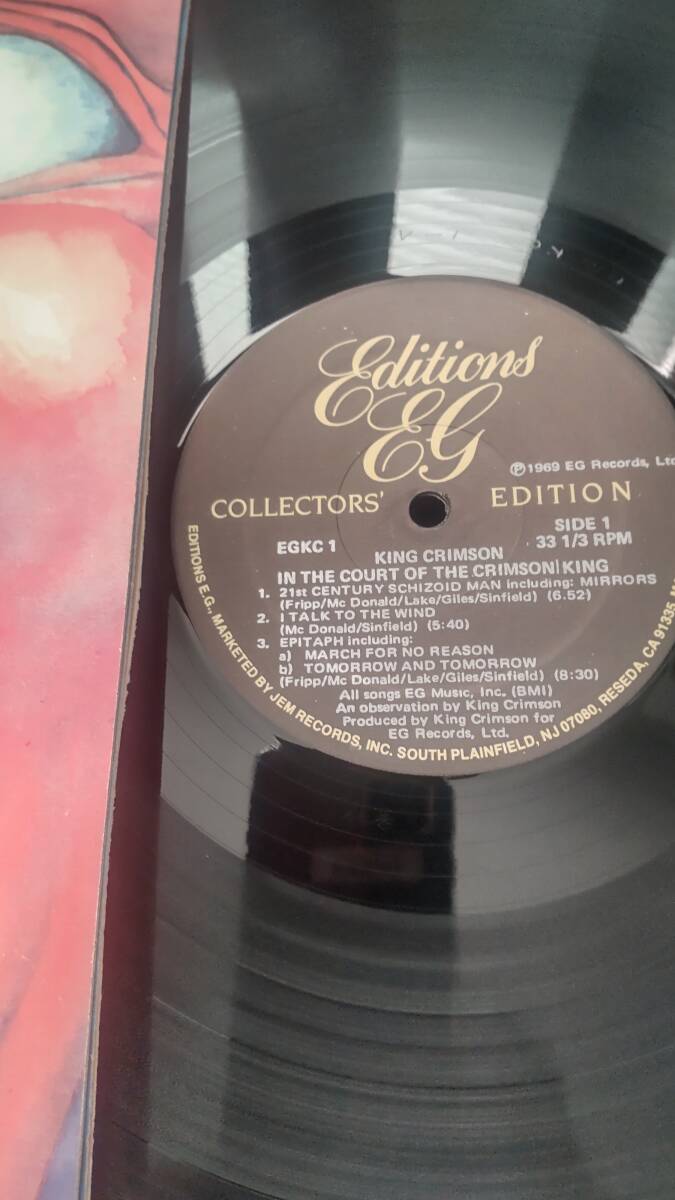 Editions
EG
℗1969 EG Records, Ltd
COLLECTORS' EDITION
EGKC 1
SIDE 1
33 1/3 RPM
KING CRIMSON
IN THE COURT OF THE CRIMSON KING
1. 21st CENTURY SCHIZOID MAN including: MIRRORS
(Fripp/Mc Donald/Lake/Giles/Sinfield) (6.52)
2. I TALK TO THE WIND
(Mc Donald/Sinfield) (5:40)
3. EPITAPH including:
a) MARCH FOR NO REASON
b) TOMORROW AND TOMORROW
(Fripp/Mc Donald/Lake/Giles/Sinfield) (8:30)
All songs EG Music, Inc. (BMI)
An observation by King Crimson
Produced by King Crimson for
EG Records, Ltd.
EDITIONS E.G., MARKETED BY JEM RECORDS, INC. SOUTH PLAINFIELD, NJ 07080, RESEDA, CA 91335,